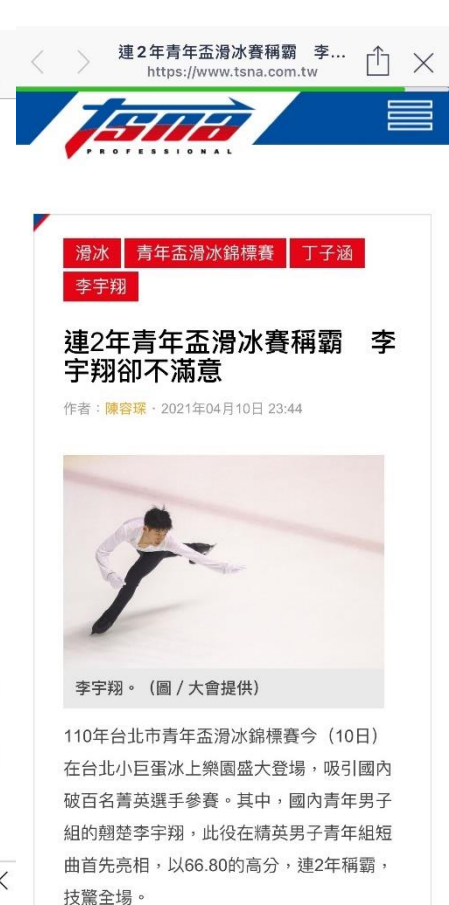 連2年青年盃滑冰賽稱霸　李...
https://www.tsna.com.tw
tsna
PROFESSIONAL
滑冰 青年盃滑冰錦標賽 丁子涵
李宇翔
連2年青年盃滑冰賽稱霸　李
宇翔卻不滿意
作者：陳容琛・2021年04月10日 23:44
李宇翔。（圖 / 大會提供）
110年台北市青年盃滑冰錦標賽今（10日）
在台北小巨蛋冰上樂園盛大登場，吸引國內
破百名菁英選手參賽。其中，國內青年男子
組的翹楚李宇翔，此役在精英男子青年組短
曲首先亮相，以66.80的高分，連2年稱霸，
技驚全場。